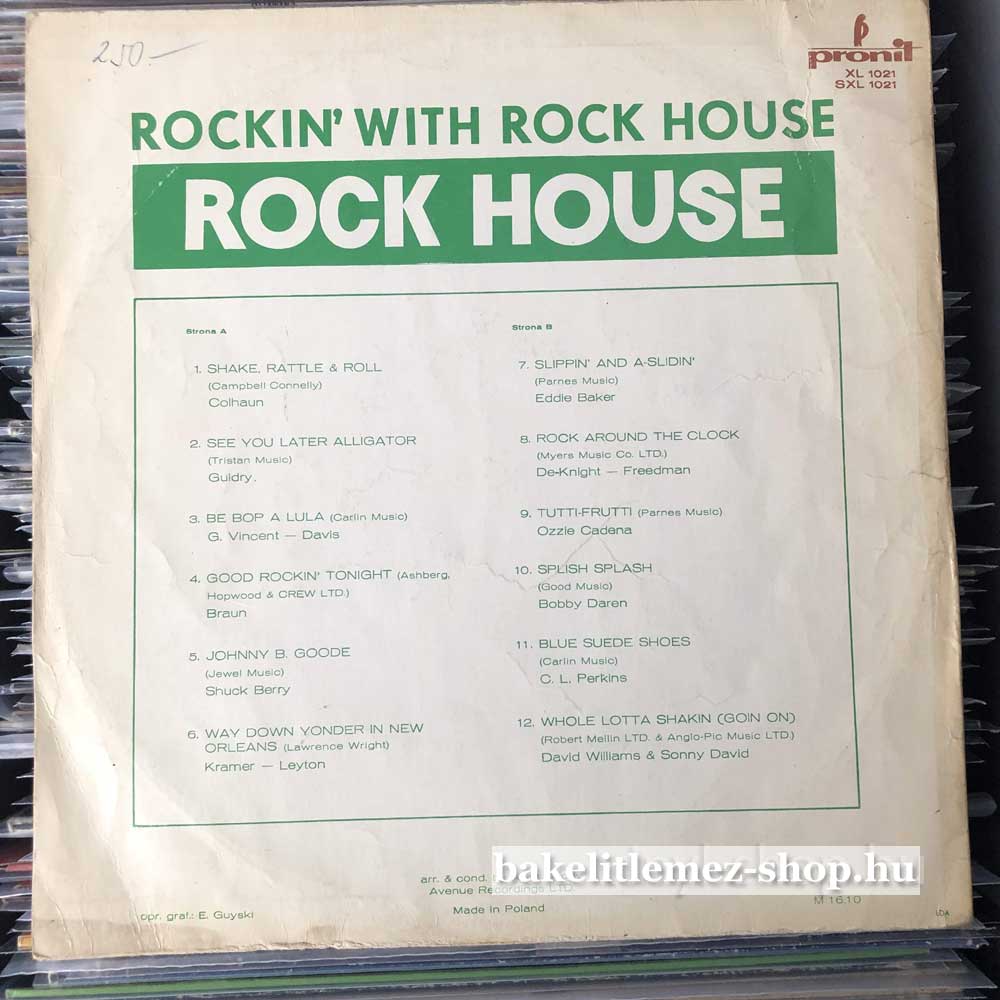 250.-
pronit
XL 1021
SXL 1021
ROCKIN' WITH ROCK HOUSE
ROCK HOUSE
Strona A
1. SHAKE, RATTLE & ROLL
(Campbell Connelly)
Colhaun
2. SEE YOU LATER ALLIGATOR
(Tristan Music)
Guidry.
3. BE BOP A LULA (Carlin Music)
G. Vincent — Davis
4. GOOD ROCKIN' TONIGHT (Ashberg,
Hopwood & CREW LTD.)
Braun
5. JOHNNY B. GOODE
(Jewel Music)
Shuck Berry
6. WAY DOWN YONDER IN NEW
ORLEANS (Lawrence Wright)
Kramer — Leyton
Strona B
7. SLIPPIN' AND A-SLIDIN'
(Parnes Music)
Eddie Baker
8. ROCK AROUND THE CLOCK
(Myers Music Co. LTD.)
De-Knight — Freedman
9. TUTTI-FRUTTI (Parnes Music)
Ozzie Cadena
10. SPLISH SPLASH
(Good Music)
Bobby Daren
11. BLUE SUEDE SHOES
(Carlin Music)
C. L. Perkins
12. WHOLE LOTTA SHAKIN (GOIN ON)
(Robert Mellin LTD. & Anglo-Pic Music LTD.)
David Williams & Sonny David
arr. & cond.
Avenue Recordings LTD.
Made in Poland
opr. graf.: E. Guyski
bakelitlemez-shop.hu
M 16.10
LDA